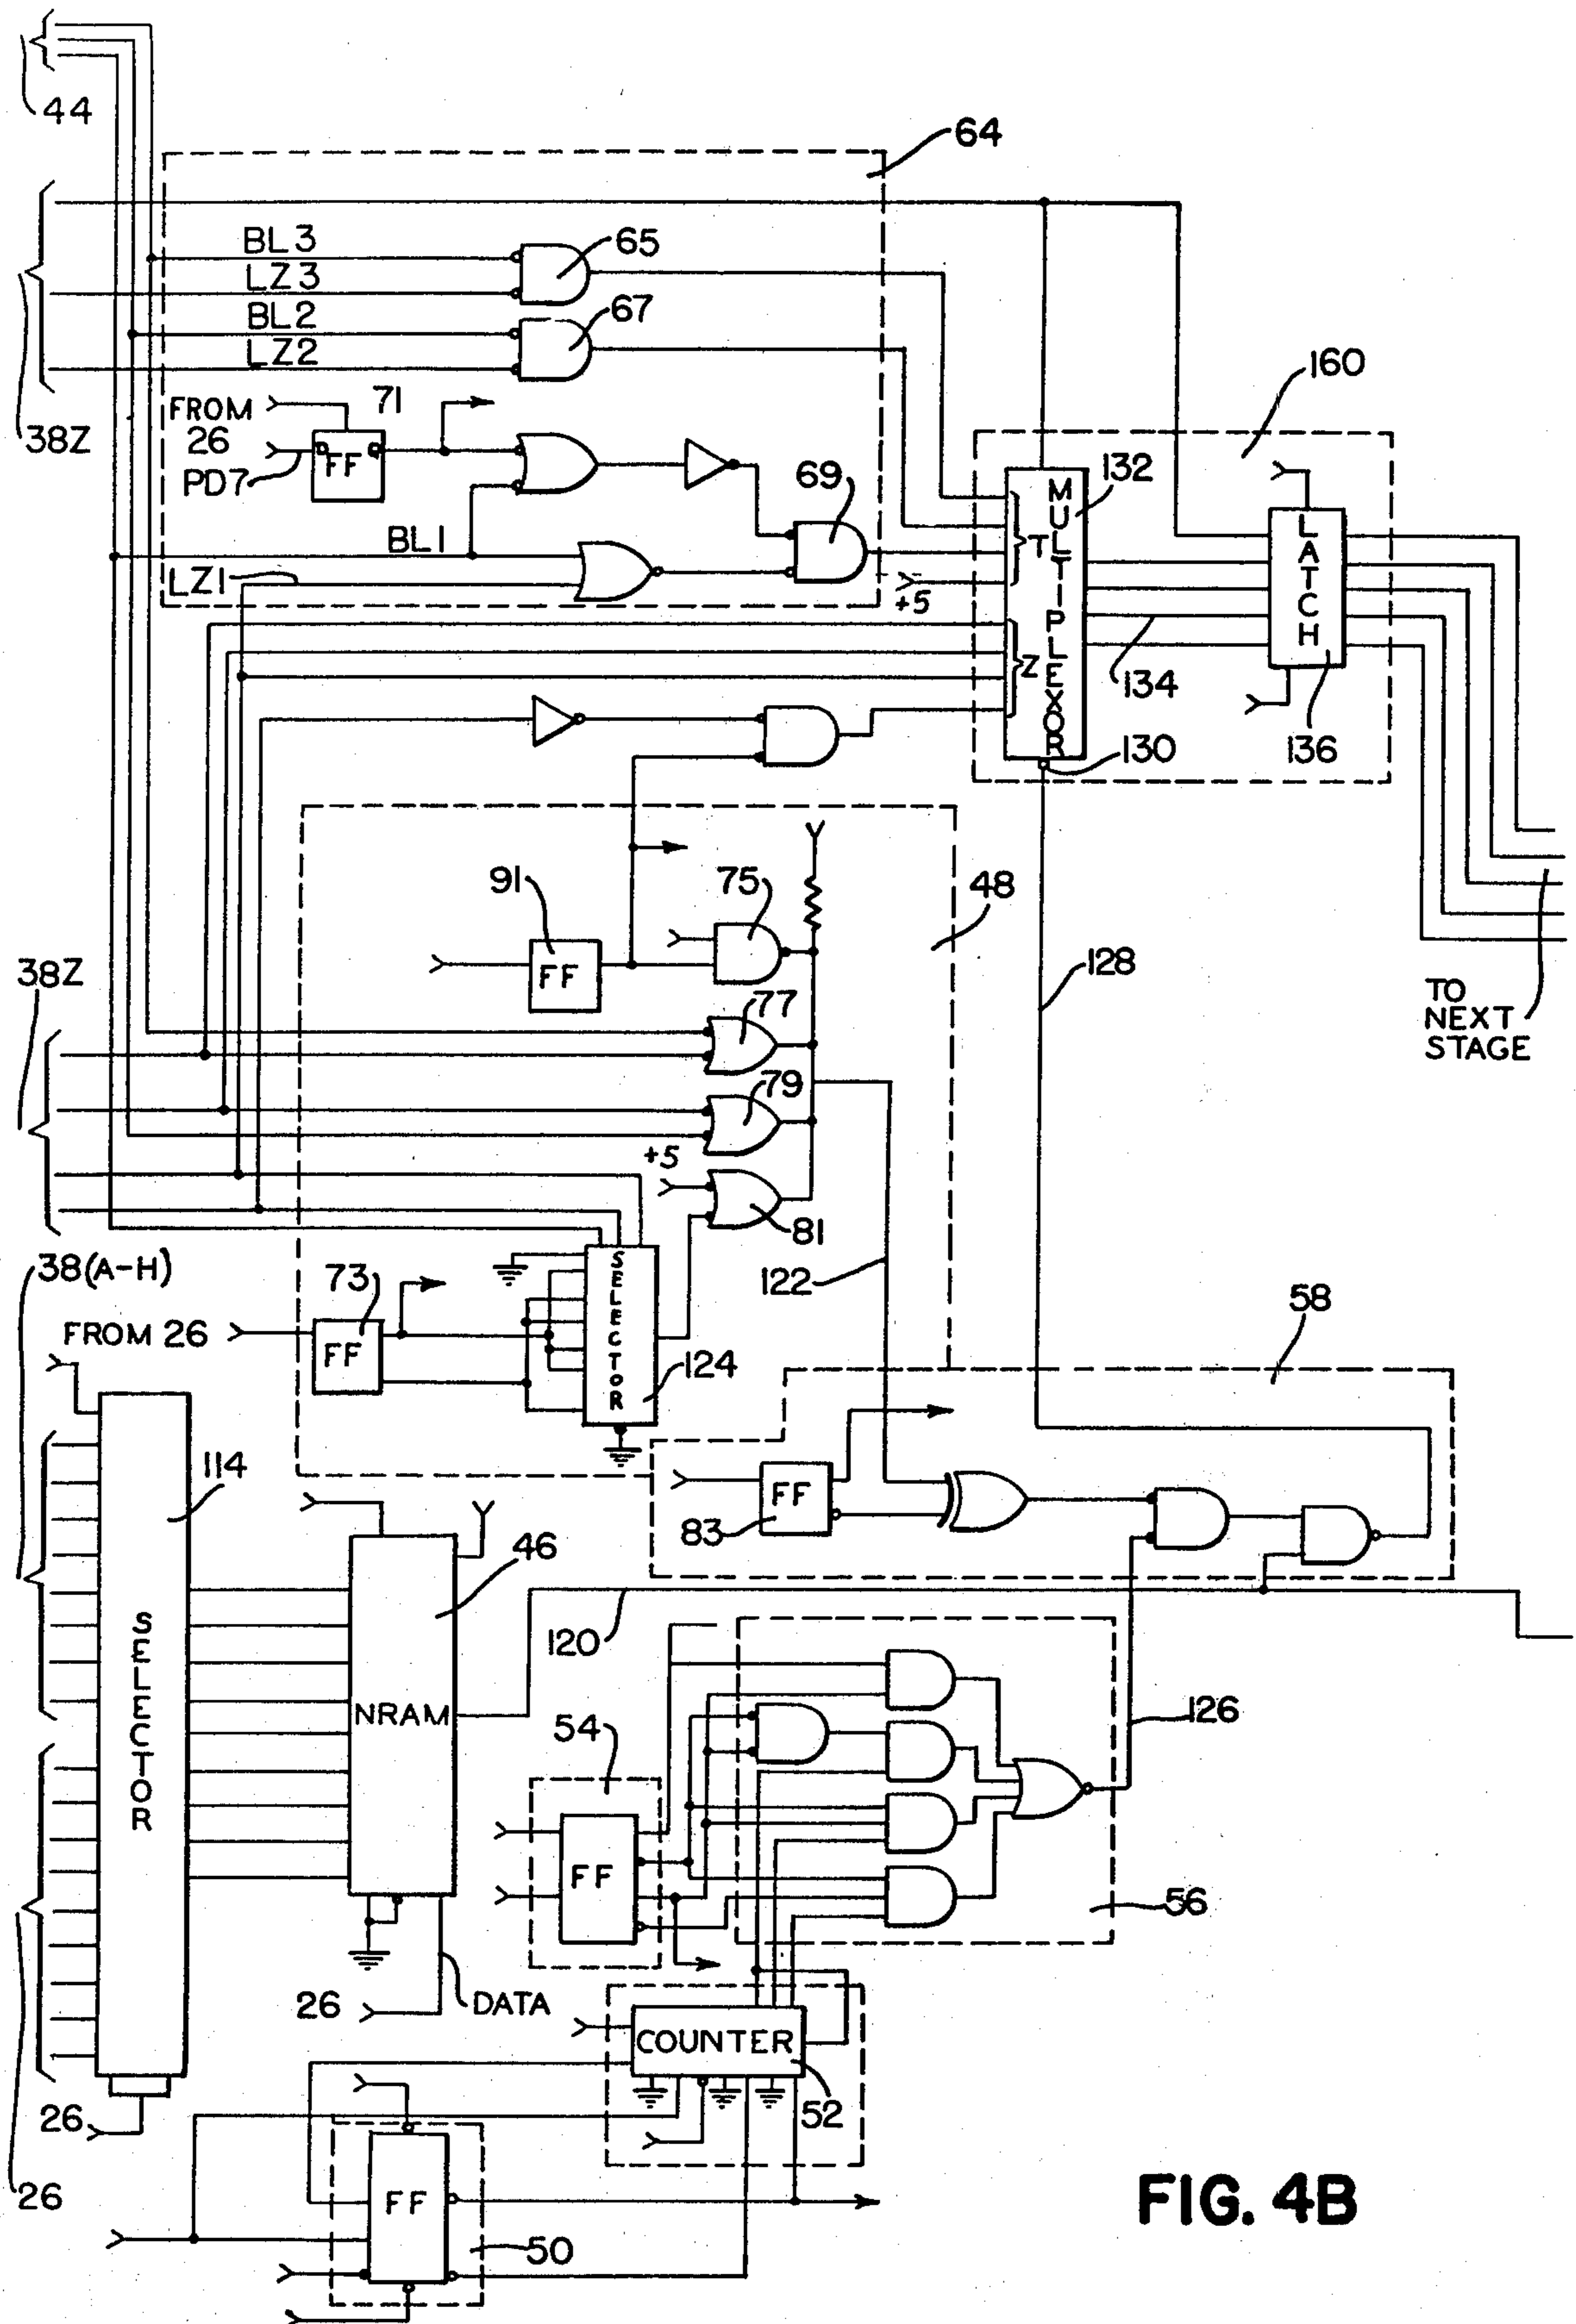 44
64
BL3
65
LZ3
BL2
67
LZ2
160
71
FROM
26
38Z
FF
PD7
132
69
MULTIPLEXOR
LATCH
T
BL1
LZ1
+5
Z
134
136
130
91
75
48
FF
38Z
128
77
TO
NEXT
STAGE
79
+5
81
38(A-H)
73
SELECTOR
122
58
FROM 26
FF
124
114
FF
83
46
SELECTOR
120
NRAM
126
54
FF
56
26
DATA
COUNTER
52
26
FF
26
50
FIG. 4B